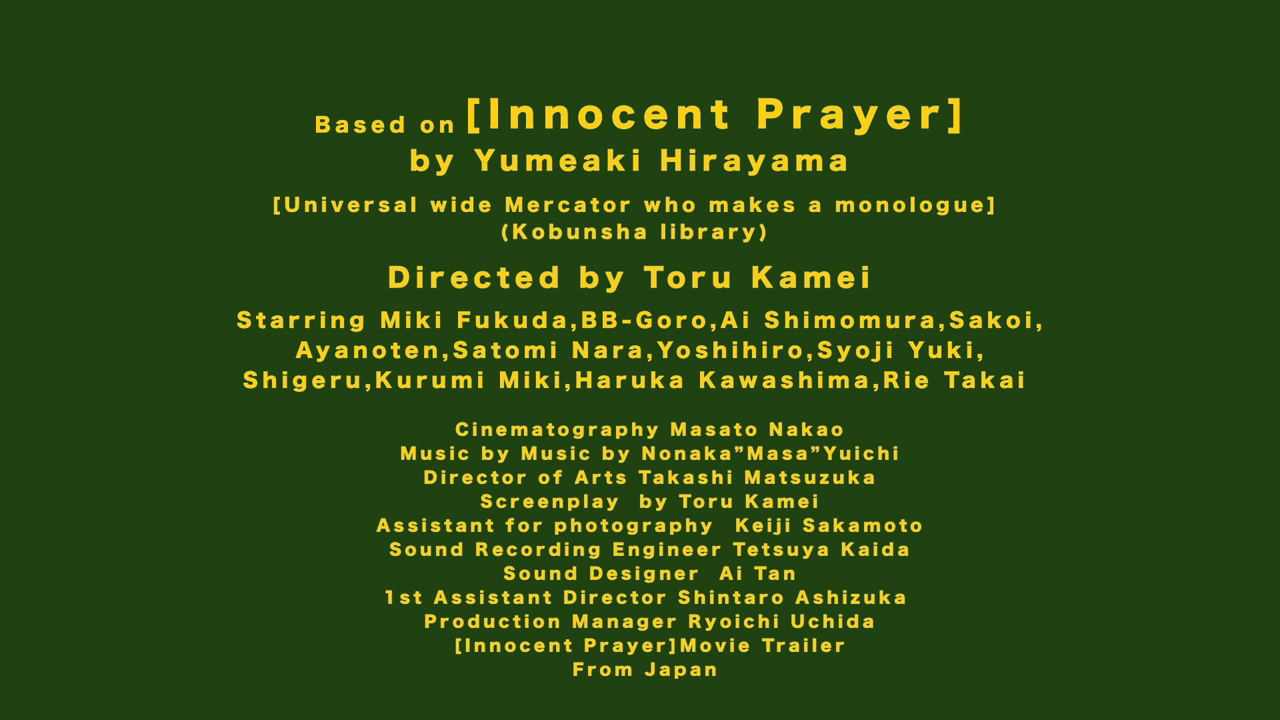 Based on [Innocent Prayer]
by Yumeaki Hirayama
[Universal wide Mercator who makes a monologue]
(Kobunsha library)
Directed by Toru Kamei
Starring Miki Fukuda,BB-Goro,Ai Shimomura,Sakoi,
Ayanoten,Satomi Nara,Yoshihiro,Syoji Yuki,
Shigeru,Kurumi Miki,Haruka Kawashima,Rie Takai
Cinematography Masato Nakao
Music by Music by Nonaka”Masa”Yuichi
Director of Arts Takashi Matsuzuka
Screenplay  by Toru Kamei
Assistant for photography  Keiji Sakamoto
Sound Recording Engineer Tetsuya Kaida
Sound Designer  Ai Tan
1st Assistant Director Shintaro Ashizuka
Production Manager Ryoichi Uchida
[Innocent Prayer]Movie Trailer
From Japan